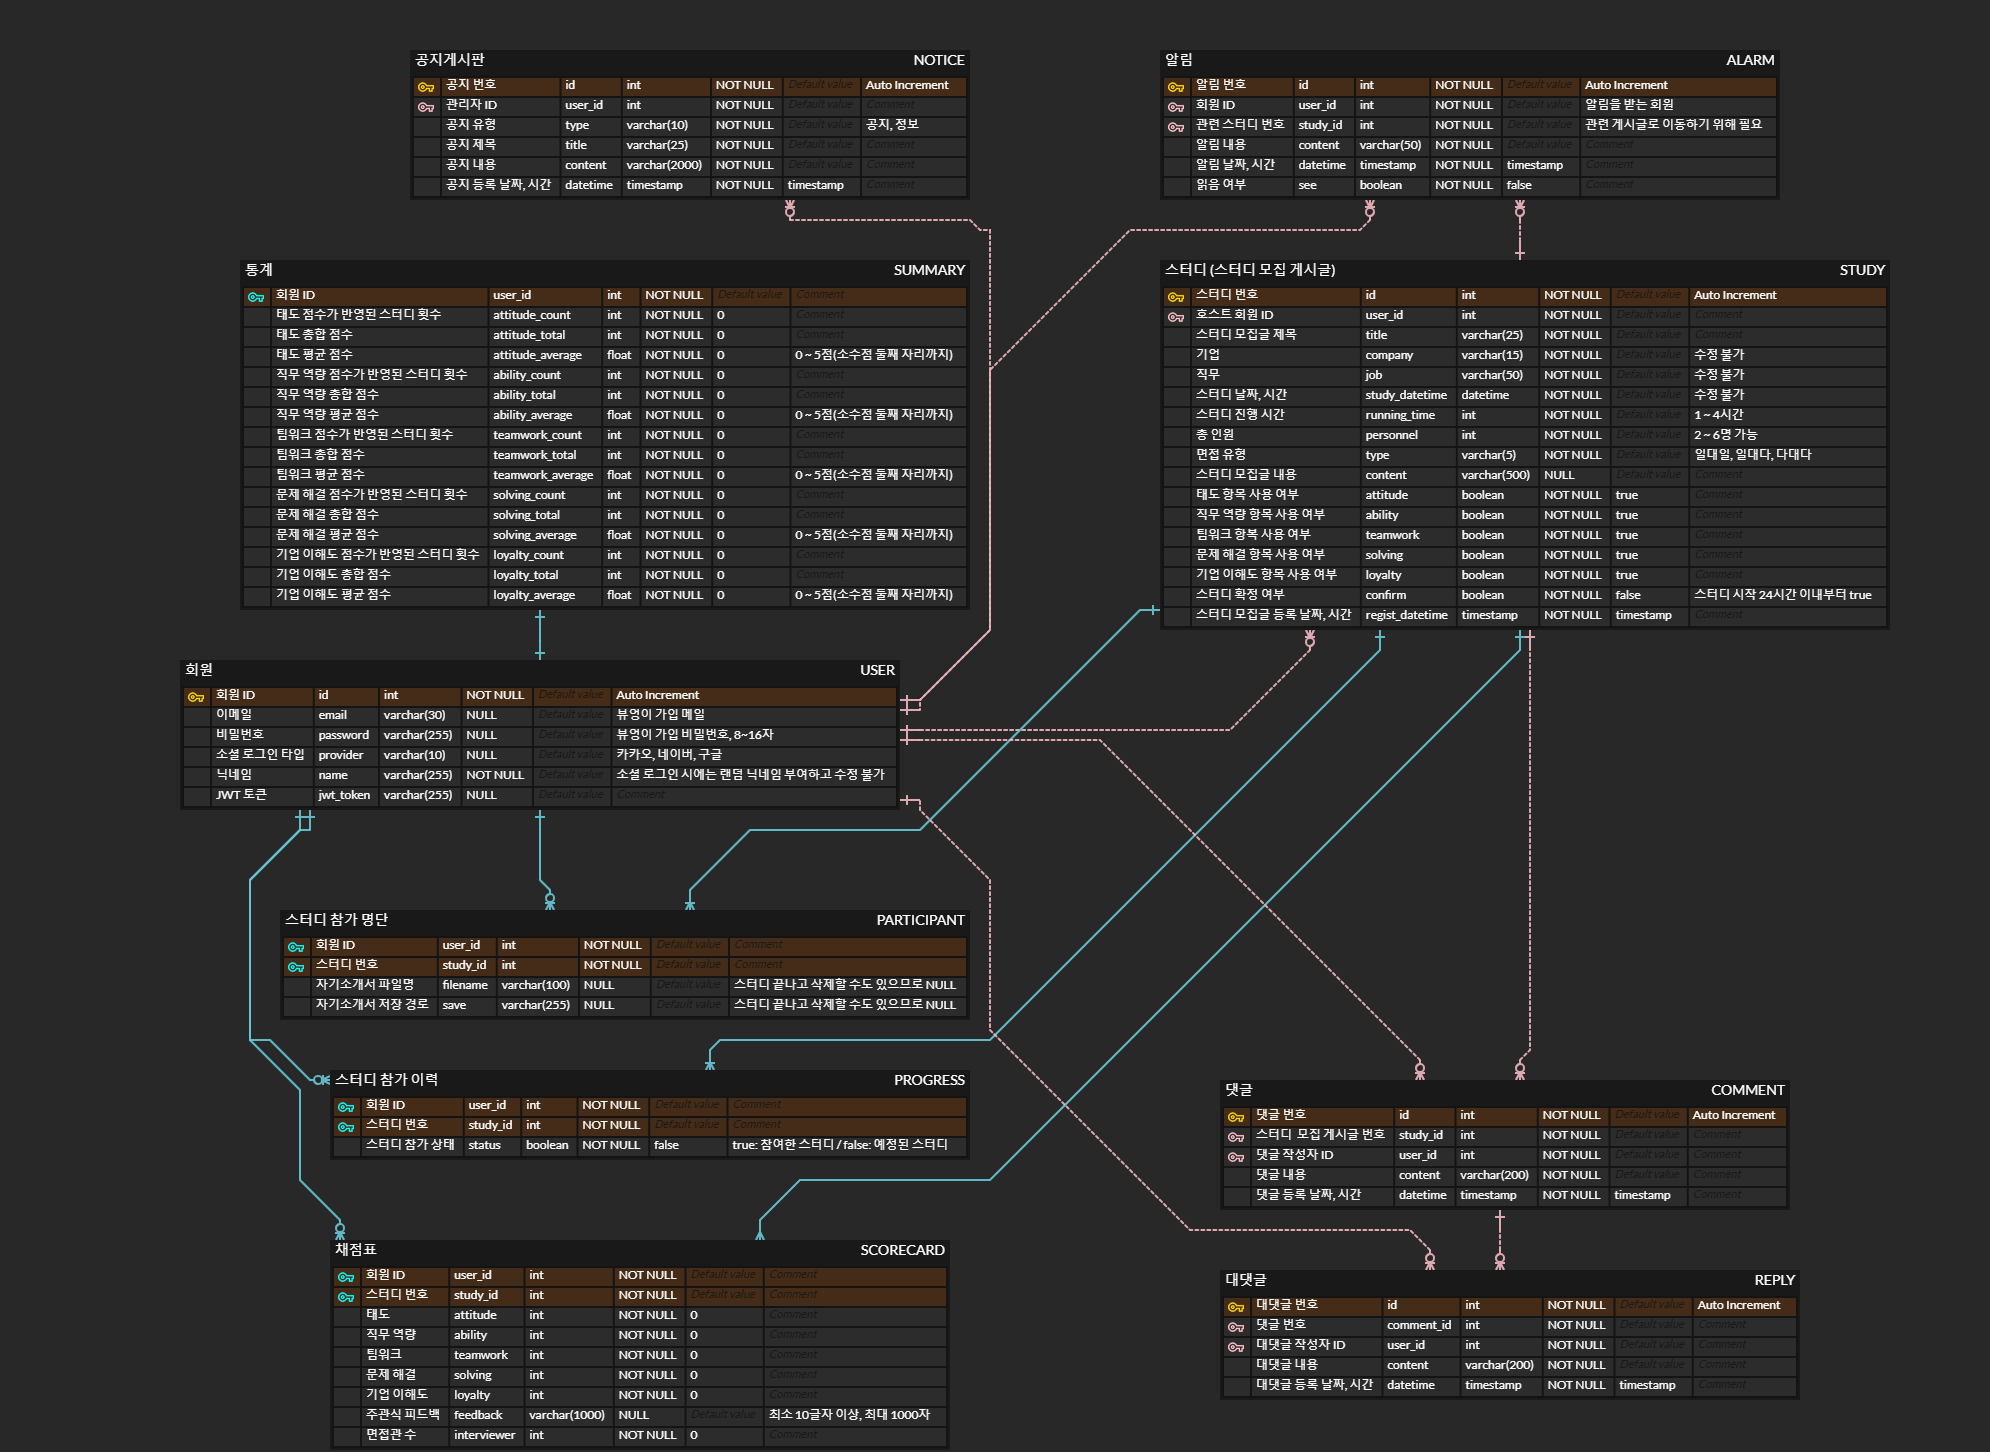 공지게시판 NOTICE
공지 번호 id int NOT NULL Default value Auto Increment
관리자 ID user_id int NOT NULL Default value Comment
공지 유형 type varchar(10) NOT NULL Default value 공지, 정보
공지 제목 title varchar(25) NOT NULL Default value Comment
공지 내용 content varchar(2000) NOT NULL Default value Comment
공지 등록 날짜, 시간 datetime timestamp NOT NULL timestamp Comment
알림 ALARM
알림 번호 id int NOT NULL Default value Auto Increment
회원 ID user_id int NOT NULL Default value 알림을 받는 회원
관련 스터디 번호 study_id int NOT NULL Default value 관련 게시글로 이동하기 위해 필요
알림 내용 content varchar(50) NOT NULL Default value Comment
알림 날짜, 시간 datetime timestamp NOT NULL timestamp Comment
읽음 여부 see boolean NOT NULL false Comment
통계 SUMMARY
회원 ID user_id int NOT NULL Default value Comment
태도 점수가 반영된 스터디 횟수 attitude_count int NOT NULL 0 Comment
태도 총합 점수 attitude_total int NOT NULL 0 Comment
태도 평균 점수 attitude_average float NOT NULL 0 0 ~ 5점(소수점 둘째 자리까지)
직무 역량 점수가 반영된 스터디 횟수 ability_count int NOT NULL 0 Comment
직무 역량 총합 점수 ability_total int NOT NULL 0 Comment
직무 역량 평균 점수 ability_average float NOT NULL 0 0 ~ 5점(소수점 둘째 자리까지)
팀워크 점수가 반영된 스터디 횟수 teamwork_count int NOT NULL 0 Comment
팀워크 총합 점수 teamwork_total int NOT NULL 0 Comment
팀워크 평균 점수 teamwork_average float NOT NULL 0 0 ~ 5점(소수점 둘째 자리까지)
문제 해결 점수가 반영된 스터디 횟수 solving_count int NOT NULL 0 Comment
문제 해결 총합 점수 solving_total int NOT NULL 0 Comment
문제 해결 평균 점수 solving_average float NOT NULL 0 0 ~ 5점(소수점 둘째 자리까지)
기업 이해도 점수가 반영된 스터디 횟수 loyalty_count int NOT NULL 0 Comment
기업 이해도 총합 점수 loyalty_total int NOT NULL 0 Comment
기업 이해도 평균 점수 loyalty_average float NOT NULL 0 0 ~ 5점(소수점 둘째 자리까지)
스터디 (스터디 모집 게시글) STUDY
스터디 번호 id int NOT NULL Default value Auto Increment
호스트 회원 ID user_id int NOT NULL Default value Comment
스터디 모집글 제목 title varchar(25) NOT NULL Default value Comment
기업 company varchar(15) NOT NULL Default value 수정 불가
직무 job varchar(50) NOT NULL Default value 수정 불가
스터디 날짜, 시간 study_datetime datetime NOT NULL Default value 수정 불가
스터디 진행 시간 running_time int NOT NULL Default value 1 ~ 4시간
총 인원 personnel int NOT NULL Default value 2 ~ 6명 가능
면접 유형 type varchar(5) NOT NULL Default value 일대일, 일대다, 다대다
스터디 모집글 내용 content varchar(500) NULL Default value Comment
태도 항목 사용 여부 attitude boolean NOT NULL true Comment
직무 역량 항목 사용 여부 ability boolean NOT NULL true Comment
팀워크 항복 사용 여부 teamwork boolean NOT NULL true Comment
문제 해결 항목 사용 여부 solving boolean NOT NULL true Comment
기업 이해도 항목 사용 여부 loyalty boolean NOT NULL true Comment
스터디 확정 여부 confirm boolean NOT NULL false 스터디 시작 24시간 이내부터 true
스터디 모집글 등록 날짜, 시간 regist_datetime timestamp NOT NULL timestamp Comment
회원 USER
회원 ID id int NOT NULL Default value Auto Increment
이메일 email varchar(30) NULL Default value 뷰영이 가입 메일
비밀번호 password varchar(255) NULL Default value 뷰영이 가입 비밀번호, 8~16자
소셜 로그인 타입 provider varchar(10) NULL Default value 카카오, 네이버, 구글
닉네임 name varchar(255) NOT NULL Default value 소셜 로그인 시에는 랜덤 닉네임 부여하고 수정 불가
JWT 토큰 jwt_token varchar(255) NULL Default value Comment
스터디 참가 명단 PARTICIPANT
회원 ID user_id int NOT NULL Default value Comment
스터디 번호 study_id int NOT NULL Default value Comment
자기소개서 파일명 filename varchar(100) NULL Default value 스터디 끝나고 삭제할 수도 있으므로 NULL
자기소개서 저장 경로 save varchar(255) NULL Default value 스터디 끝나고 삭제할 수도 있으므로 NULL
스터디 참가 이력 PROGRESS
회원 ID user_id int NOT NULL Default value Comment
스터디 번호 study_id int NOT NULL Default value Comment
스터디 참가 상태 status boolean NOT NULL false true: 참여한 스터디 / false: 예정된 스터디
댓글 COMMENT
댓글 번호 id int NOT NULL Default value Auto Increment
스터디 모집 게시글 번호 study_id int NOT NULL Default value Comment
댓글 작성자 ID user_id int NOT NULL Default value Comment
댓글 내용 content varchar(200) NOT NULL Default value Comment
댓글 등록 날짜, 시간 datetime timestamp NOT NULL timestamp Comment
채점표 SCORECARD
회원 ID user_id int NOT NULL Default value Comment
스터디 번호 study_id int NOT NULL Default value Comment
태도 attitude int NOT NULL 0 Comment
직무 역량 ability int NOT NULL 0 Comment
팀워크 teamwork int NOT NULL 0 Comment
문제 해결 solving int NOT NULL 0 Comment
기업 이해도 loyalty int NOT NULL 0 Comment
주관식 피드백 feedback varchar(1000) NULL Default value 최소 10글자 이상, 최대 1000자
면접관 수 interviewer int NOT NULL 0 Comment
대댓글 REPLY
대댓글 번호 id int NOT NULL Default value Auto Increment
댓글 번호 comment_id int NOT NULL Default value Comment
대댓글 작성자 ID user_id int NOT NULL Default value Comment
대댓글 내용 content varchar(200) NOT NULL Default value Comment
대댓글 등록 날짜, 시간 datetime timestamp NOT NULL timestamp Comment